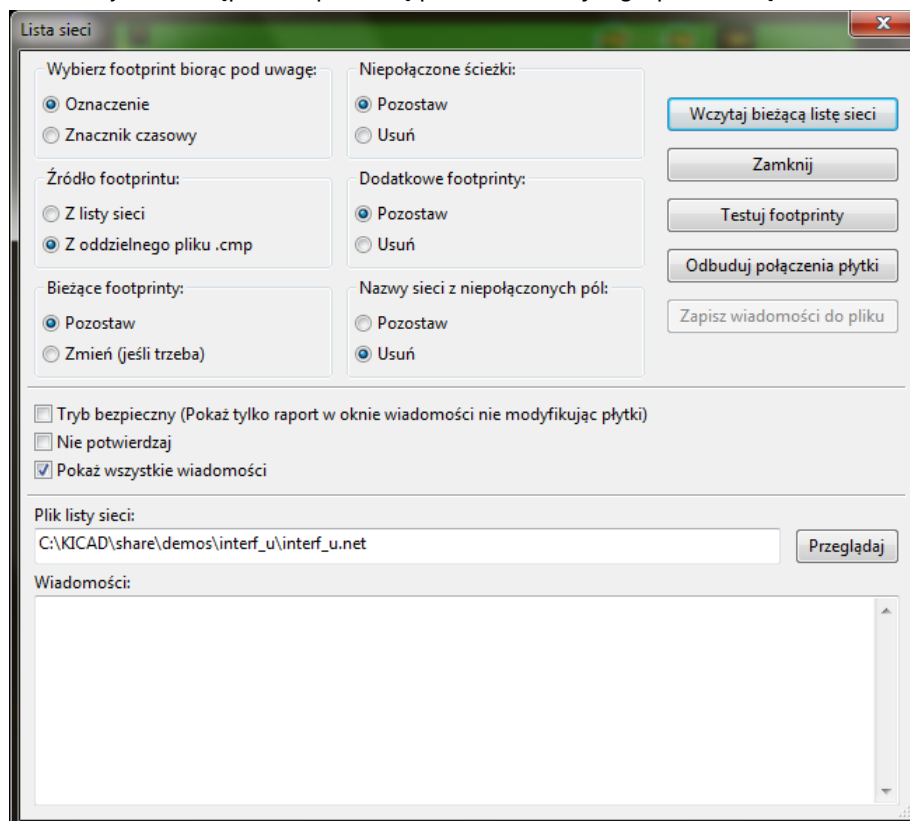 Lista sieci
Wybierz footprint biorąc pod uwagę:
Oznaczenie
Znacznik czasowy
Niepołączone ścieżki:
Pozostaw
Usuń
Wczytaj bieżącą listę sieci
Zamknij
Testuj footprinty
Odbuduj połączenia płytki
Zapisz wiadomości do pliku
Źródło footprintu:
Z listy sieci
Z oddzielnego pliku .cmp
Dodatkowe footprinty:
Pozostaw
Usuń
Bieżące footprinty:
Pozostaw
Zmień (jeśli trzeba)
Nazwy sieci z niepołączonych pól:
Pozostaw
Usuń
Tryb bezpieczny (Pokaż tylko raport w oknie wiadomości nie modyfikując płytki)
Nie potwierdzaj
Pokaż wszystkie wiadomości
Plik listy sieci:
C:\KICAD\share\demos\interf_u\interf_u.net
Przeglądaj
Wiadomości: